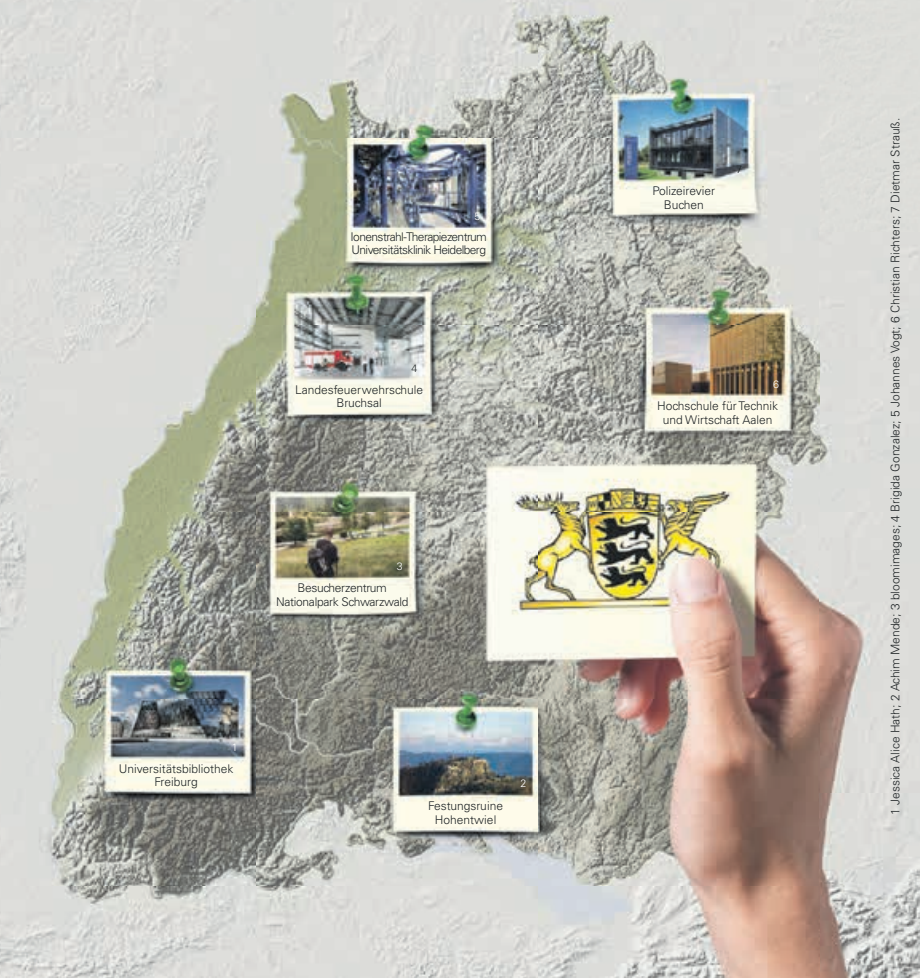 Polizeirevier
Buchen
Ionenstrahl-Therapiezentrum
Universitätsklinik Heidelberg
5
Landesfeuerwehrschule
Bruchsal
4
Hochschule für Technik
und Wirtschaft Aalen
6
Besucherzentrum
Nationalpark Schwarzwald
3
Universitätsbibliothek
Freiburg
1
Festungsruine
Hohentwiel
2
1 Jessica Alice Hath; 2 Achim Mende; 3 bloomimages; 4 Brigida Gonzalez; 5 Johannes Vogt; 6 Christian Richters; 7 Dietmar Strauß.